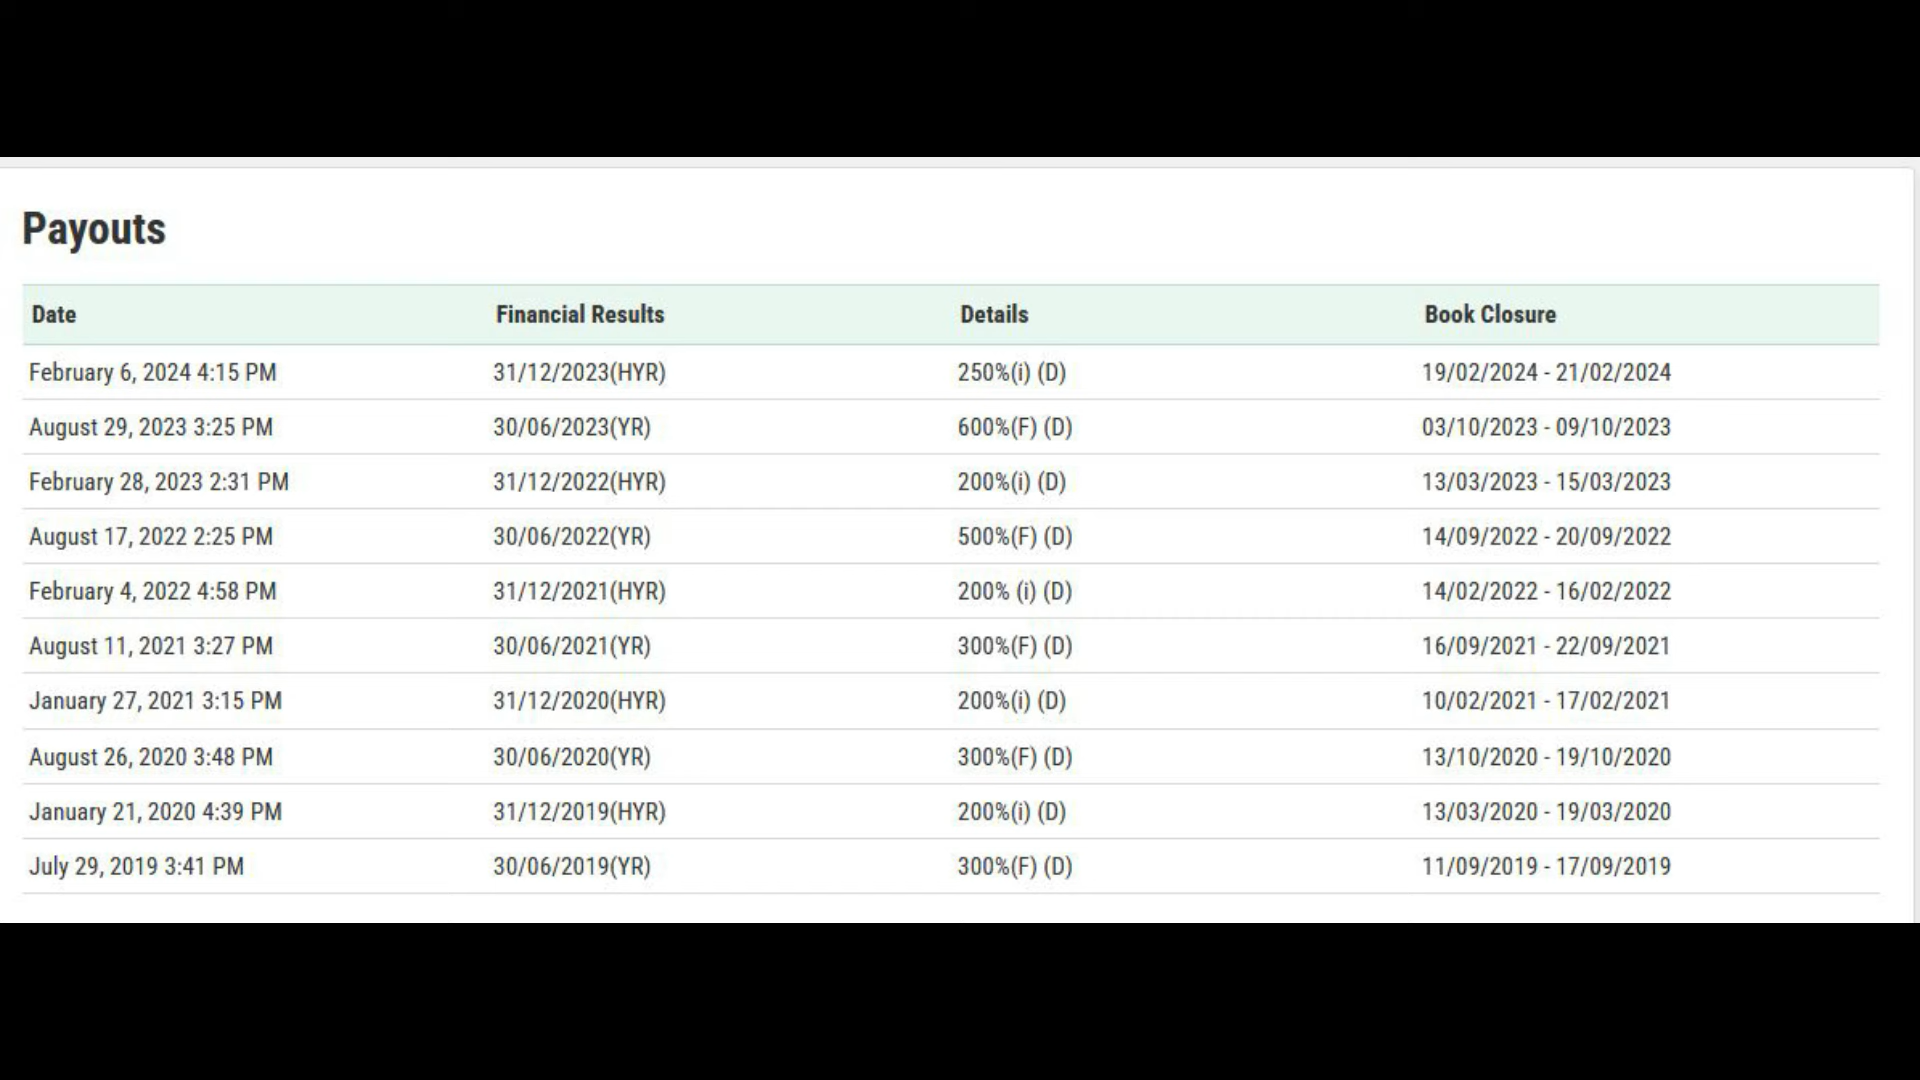 Payouts
Date Financial Results Details Book Closure
February 6, 2024 4:15 PM 31/12/2023(HYR) 250%(i) (D) 19/02/2024 - 21/02/2024
August 29, 2023 3:25 PM 30/06/2023(YR) 600%(F) (D) 03/10/2023 - 09/10/2023
February 28, 2023 2:31 PM 31/12/2022(HYR) 200%(i) (D) 13/03/2023 - 15/03/2023
August 17, 2022 2:25 PM 30/06/2022(YR) 500%(F) (D) 14/09/2022 - 20/09/2022
February 4, 2022 4:58 PM 31/12/2021(HYR) 200% (i) (D) 14/02/2022 - 16/02/2022
August 11, 2021 3:27 PM 30/06/2021(YR) 300%(F) (D) 16/09/2021 - 22/09/2021
January 27, 2021 3:15 PM 31/12/2020(HYR) 200%(i) (D) 10/02/2021 - 17/02/2021
August 26, 2020 3:48 PM 30/06/2020(YR) 300%(F) (D) 13/10/2020 - 19/10/2020
January 21, 2020 4:39 PM 31/12/2019(HYR) 200%(i) (D) 13/03/2020 - 19/03/2020
July 29, 2019 3:41 PM 30/06/2019(YR) 300%(F) (D) 11/09/2019 - 17/09/2019